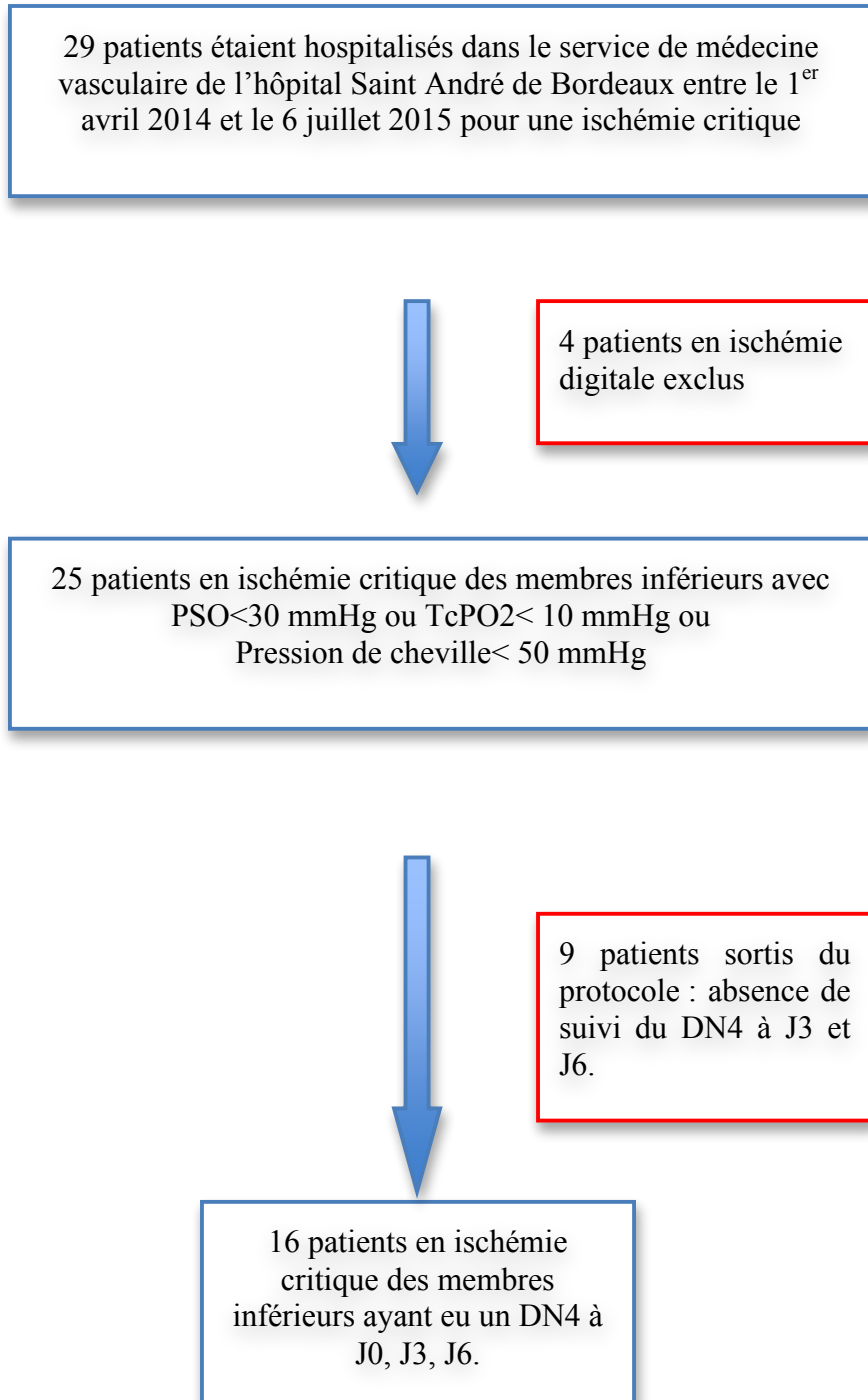 29 patients étaient hospitalisés dans le service de médecine
vasculaire de l’hôpital Saint André de Bordeaux entre le 1er
avril 2014 et le 6 juillet 2015 pour une ischémie critique
4 patients en ischémie
digitale exclus
25 patients en ischémie critique des membres inférieurs avec
PSO<30 mmHg ou TcPO2< 10 mmHg ou
Pression de cheville< 50 mmHg
9 patients sortis du
protocole : absence de
suivi du DN4 à J3 et
J6.
16 patients en ischémie
critique des membres
inférieurs ayant eu un DN4 à
J0, J3, J6.